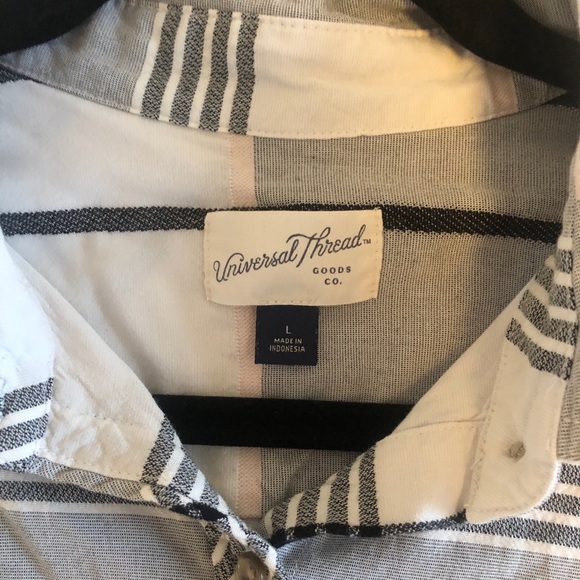 Universal Thread™
GOODS
CO.
L
MADE IN
INDONESIA